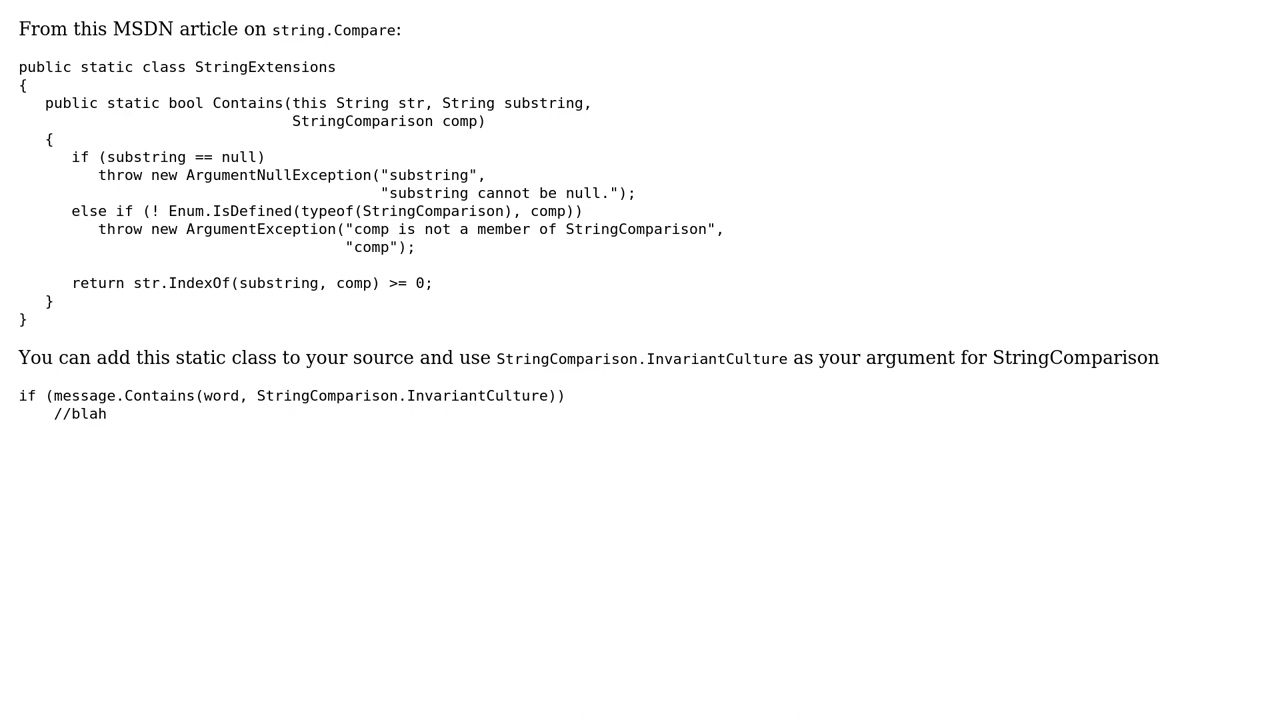 From this MSDN article on string.Compare:
public static class StringExtensions
{
   public static bool Contains(this String str, String substring,
                               StringComparison comp)
   {
      if (substring == null)
         throw new ArgumentNullException("substring",
                                         "substring cannot be null.");
      else if (! Enum.IsDefined(typeof(StringComparison), comp))
         throw new ArgumentException("comp is not a member of StringComparison",
                                     "comp");
      return str.IndexOf(substring, comp) >= 0;
   }
}
You can add this static class to your source and use StringComparison.InvariantCulture as your argument for StringComparison
if (message.Contains(word, StringComparison.InvariantCulture))
    //blah